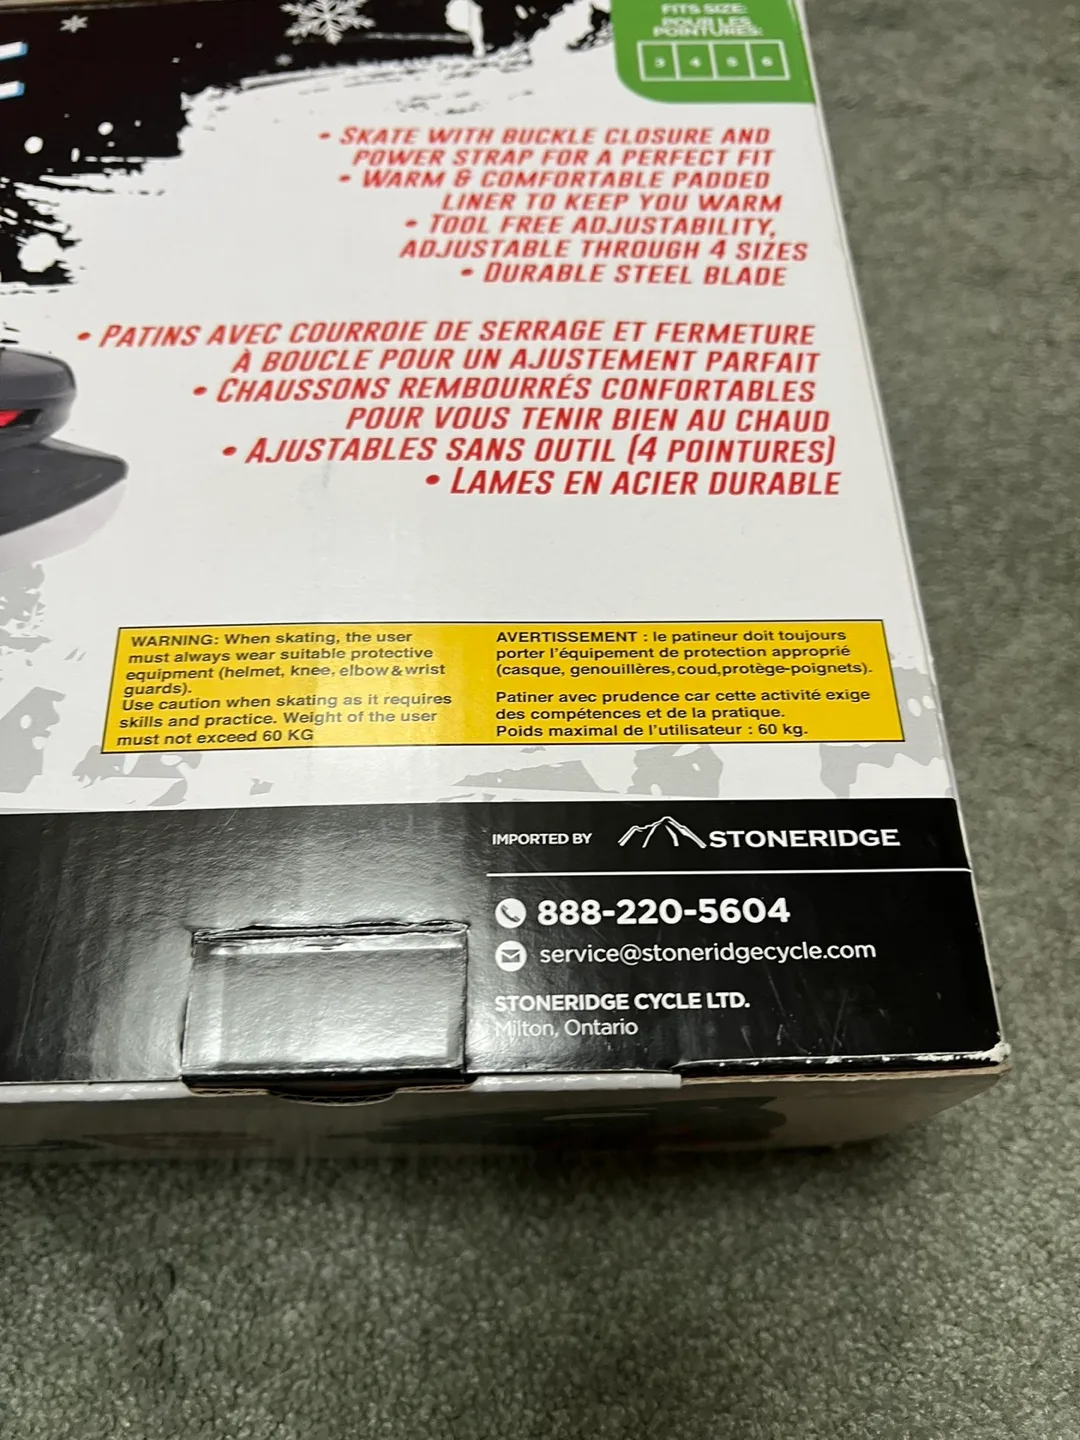 E
FITS SIZE:
POUR LES
POINTURES:
3 4 5 6
• SKATE WITH BUCKLE CLOSURE AND
POWER STRAP FOR A PERFECT FIT
• WARM & COMFORTABLE PADDED
LINER TO KEEP YOU WARM
• TOOL FREE ADJUSTABILITY,
ADJUSTABLE THROUGH 4 SIZES
• DURABLE STEEL BLADE
• PATINS AVEC COURROIE DE SERRAGE ET FERMETURE
À BOUCLE POUR UN AJUSTEMENT PARFAIT
• CHAUSSONS REMBOURRÉS CONFORTABLES
POUR VOUS TENIR BIEN AU CHAUD
• AJUSTABLES SANS OUTIL (4 POINTURES)
• LAMES EN ACIER DURABLE
WARNING: When skating, the user
must always wear suitable protective
equipment (helmet, knee, elbow & wrist
guards).
Use caution when skating as it requires
skills and practice. Weight of the user
must not exceed 60 KG
AVERTISSEMENT : le patineur doit toujours
porter l'équipement de protection approprié
(casque, genouillères,coud,protège-poignets).
Patiner avec prudence car cette activité exige
des compétences et de la pratique.
Poids maximal de l'utilisateur : 60 kg.
IMPORTED BY STONERIDGE
888-220-5604
service@stoneridgecycle.com
STONERIDGE CYCLE LTD.
Milton, Ontario